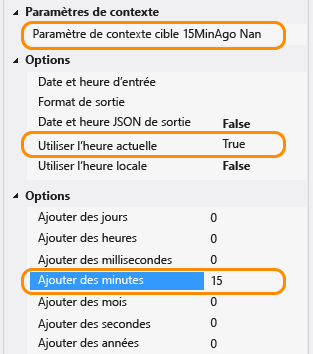 Paramètres de contexte
Paramètre de contexte cible 15MinAgo Nan
Options
Date et heure d'entrée
Format de sortie
Date et heure JSON de sortie False
Utiliser l'heure actuelle True
Utiliser l'heure locale False
Options
Ajouter des jours 0
Ajouter des heures 0
Ajouter des millisecondes 0
Ajouter des minutes 15
Ajouter des mois 0
Ajouter des secondes 0
Ajouter des années 0